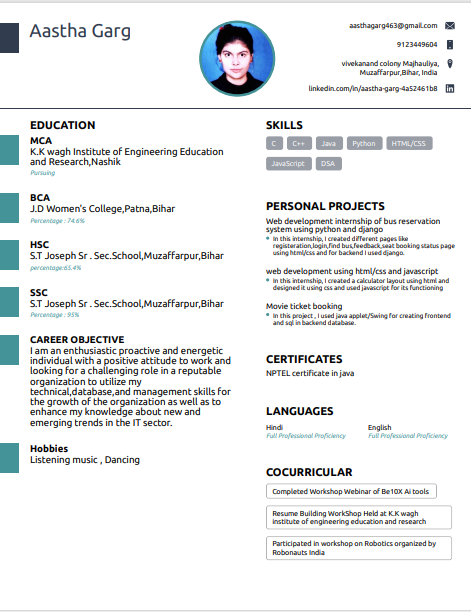 Aastha Garg
aasthagarg463@gmail.com
9123449604
vivekanand colony Majhauliya,
Muzaffarpur,Bihar, India
linkedin.com/in/aastha-garg-4a52461b8
EDUCATION
MCA
K.K wagh Institute of Engineering Education
and Research,Nashik
Pursuing
BCA
J.D Women's College,Patna,Bihar
Percentage : 74.6%
HSC
S.T Joseph Sr . Sec.School,Muzaffarpur,Bihar
percentage:65.4%
SSC
S.T Joseph Sr . Sec.School,Muzaffarpur,Bihar
Percentage : 95%
CAREER OBJECTIVE
I am an enthusiastic proactive and energetic
individual with a positive attitude to work and
looking for a challenging role in a reputable
organization to utilize my
technical,database,and management skills for
the growth of the organization as well as to
enhance my knowledge about new and
emerging trends in the IT sector.
Hobbies
Listening music , Dancing
SKILLS
C C++ Java Python HTML/CSS
JavaScript DSA
PERSONAL PROJECTS
Web development internship of bus reservation
system using python and django
In this internship, I created different pages like
registeration,login,find bus,feedback,seat booking status page
using html/css and for backend I used django.
web development using html/css and javascript
In this internship, I created a calculator layout using html and
designed it using css and used javascript for its functioning
Movie ticket booking
In this project , I used java applet/Swing for creating frontend
and sql in backend database.
CERTIFICATES
NPTEL certificate in java
LANGUAGES
Hindi
Full Professional Proficiency
English
Full Professional Proficiency
COCURRICULAR
Completed Workshop Webinar of Be10X Ai tools
Resume Building WorkShop Held at K.K wagh
institute of engineering education and research
Participated in workshop on Robotics organized by
Robonauts India